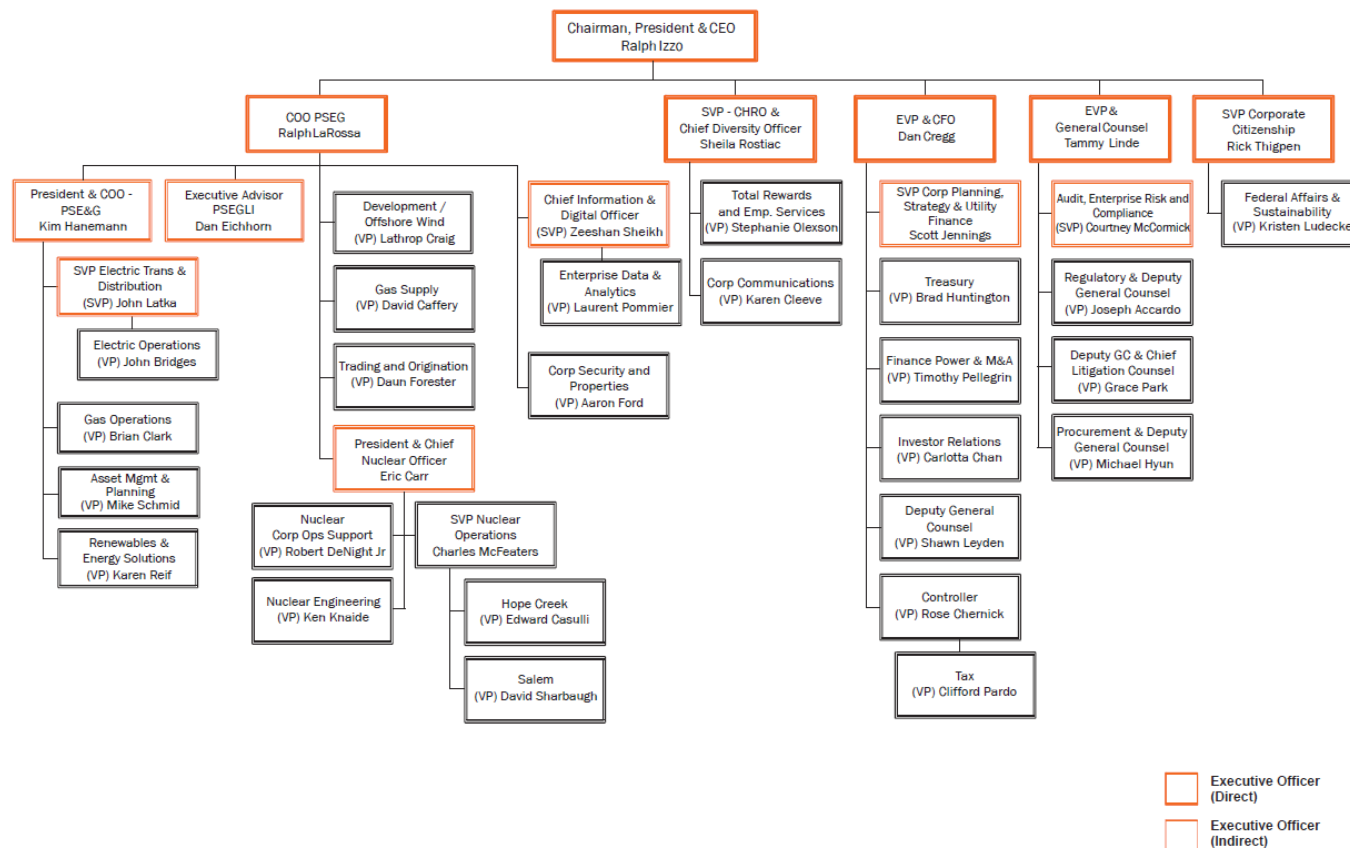 Chairman, President & CEO
Ralph Izzo
COO PSEG
Ralph LaRossa
SVP - CHRO &
Chief Diversity Officer
Sheila Rostiac
EVP & CFO
Dan Cregg
EVP &
General Counsel
Tammy Linde
SVP Corporate
Citizenship
Rick Thigpen
President & COO -
PSE&G
Kim Hanemann
Executive Advisor
PSEGLI
Dan Eichhorn
Development /
Offshore Wind
(VP) Lathrop Craig
Chief Information &
Digital Officer
(SVP) Zeeshan Sheikh
Total Rewards
and Emp. Services
(VP) Stephanie Olexson
SVP Corp Planning,
Strategy & Utility
Finance
Scott Jennings
Audit, Enterprise Risk and
Compliance
(SVP) Courtney McCormick
Federal Affairs &
Sustainability
(VP) Kristen Ludecke
SVP Electric Trans &
Distribution
(SVP) John Latka
Gas Supply
(VP) David Caffery
Enterprise Data &
Analytics
(VP) Laurent Pommier
Corp Communications
(VP) Karen Cleeve
Treasury
(VP) Brad Huntington
Regulatory & Deputy
General Counsel
(VP) Joseph Accardo
Electric Operations
(VP) John Bridges
Trading and Origination
(VP) Daun Forester
Corp Security and
Properties
(VP) Aaron Ford
Finance Power & M&A
(VP) Timothy Pellegrin
Deputy GC & Chief
Litigation Counsel
(VP) Grace Park
Gas Operations
(VP) Brian Clark
President & Chief
Nuclear Officer
Eric Carr
Investor Relations
(VP) Carlotta Chan
Procurement & Deputy
General Counsel
(VP) Michael Hyun
Asset Mgmt &
Planning
(VP) Mike Schmid
Nuclear
Corp Ops Support
(VP) Robert DeNight Jr
SVP Nuclear
Operations
Charles McFeaters
Deputy General
Counsel
(VP) Shawn Leyden
Renewables &
Energy Solutions
(VP) Karen Reif
Nuclear Engineering
(VP) Ken Knaide
Hope Creek
(VP) Edward Casulli
Controller
(VP) Rose Chernick
Salem
(VP) David Sharbaugh
Tax
(VP) Clifford Pardo
Executive Officer
(Direct)
Executive Officer
(Indirect)